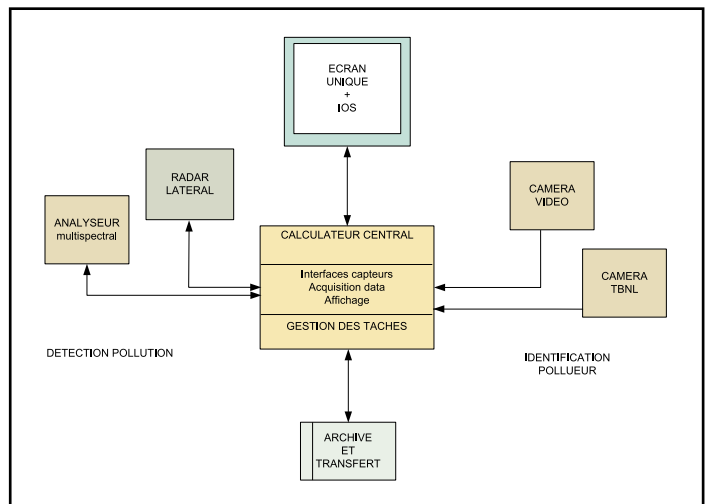 ECRAN
UNIQUE
+
IOS
RADAR
LATERAL
ANALYSEUR
multispectral
CAMERA
VIDEO
CALCULATEUR CENTRAL
Interfaces capteurs
Acquisition data
Affichage
GESTION DES TACHES
CAMERA
TBNL
DETECTION POLLUTION
IDENTIFICATION
POLLUEUR
ARCHIVE
ET
TRANSFERT